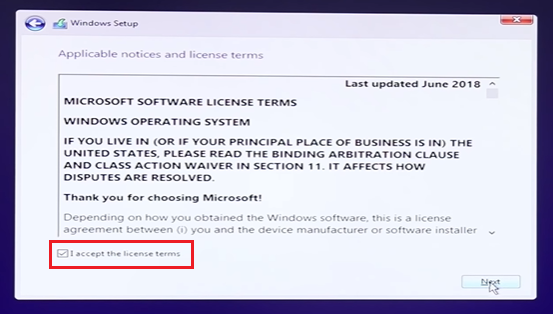 Windows Setup
Applicable notices and license terms
Last updated June 2018
MICROSOFT SOFTWARE LICENSE TERMS
WINDOWS OPERATING SYSTEM
IF YOU LIVE IN (OR IF YOUR PRINCIPAL PLACE OF BUSINESS IS IN) THE
UNITED STATES, PLEASE READ THE BINDING ARBITRATION CLAUSE
AND CLASS ACTION WAIVER IN SECTION 11. IT AFFECTS HOW
DISPUTES ARE RESOLVED.
Thank you for choosing Microsoft!
Depending on how you obtained the Windows software, this is a license
agreement between (i) you and the device manufacturer or software installer
I accept the license terms
Next